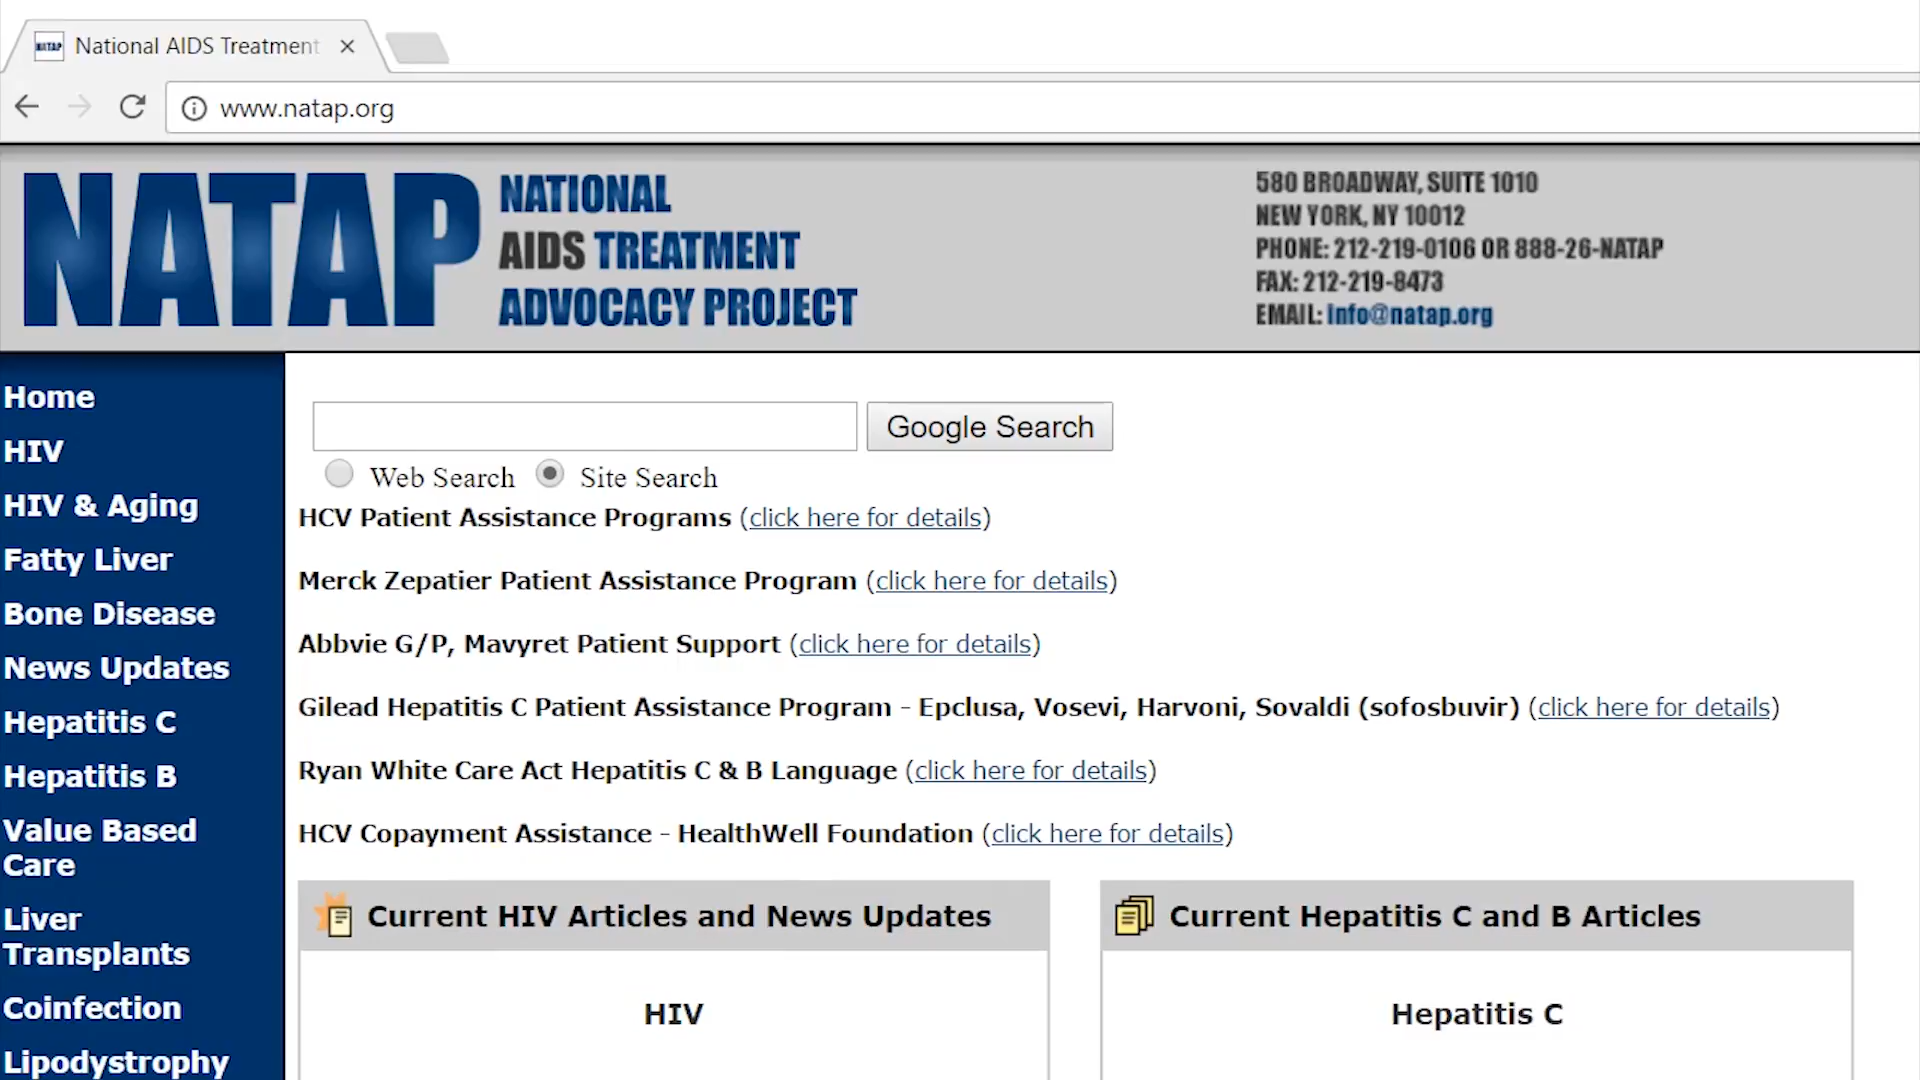 NATAP
National AIDS Treatment
www.natap.org
NATAP
NATIONAL
AIDS TREATMENT
ADVOCACY PROJECT
580 BROADWAY, SUITE 1010
NEW YORK, NY 10012
PHONE: 212-219-0106 OR 888-26-NATAP
FAX: 212-219-8473
EMAIL: info@natap.org
Home
HIV
HIV & Aging
Fatty Liver
Bone Disease
News Updates
Hepatitis C
Hepatitis B
Value Based
Care
Liver
Transplants
Coinfection
Lipodystrophy
Google Search
Web Search Site Search
HCV Patient Assistance Programs (click here for details)
Merck Zepatier Patient Assistance Program (click here for details)
Abbvie G/P, Mavyret Patient Support (click here for details)
Gilead Hepatitis C Patient Assistance Program - Epclusa, Vosevi, Harvoni, Sovaldi (sofosbuvir) (click here for details)
Ryan White Care Act Hepatitis C & B Language (click here for details)
HCV Copayment Assistance - HealthWell Foundation (click here for details)
Current HIV Articles and News Updates
HIV
Current Hepatitis C and B Articles
Hepatitis C